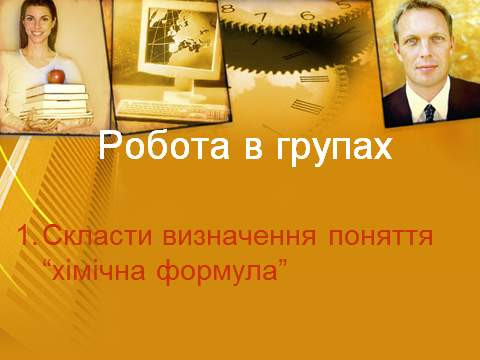 Робота в групах
1. Скласти визначення поняття
“хімічна формула”